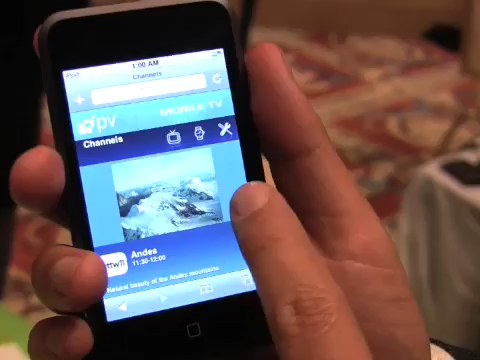 iPod
1:00 AM
Channels
pv
MOBILE TV
Channels
Andes
11:30-12:00
Natural beauty of the Andes mountains